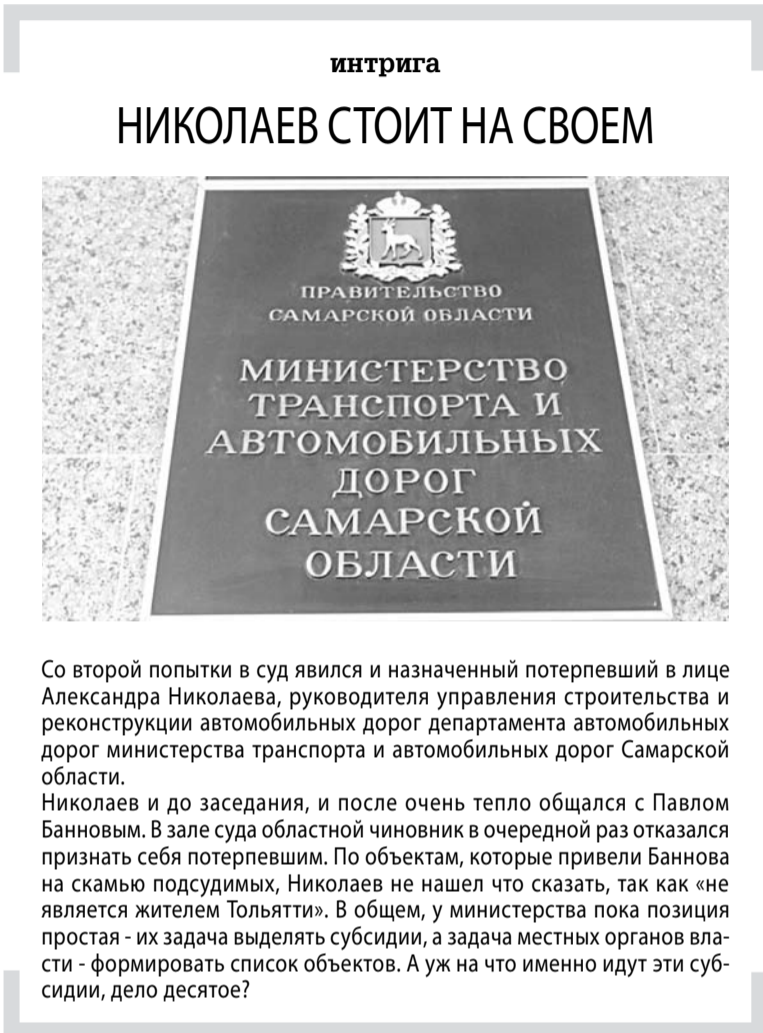 интрига
НИКОЛАЕВ СТОИТ НА СВОЕМ
ПРАВИТЕЛЬСТВО
САМАРСКОЙ ОБЛАСТИ
МИНИСТЕРСТВО
ТРАНСПОРТА И
АВТОМОБИЛЬНЫХ
ДОРОГ
САМАРСКОЙ
ОБЛАСТИ
Со второй попытки в суд явился и назначенный потерпевший в лице
Александра Николаева, руководителя управления строительства и
реконструкции автомобильных дорог департамента автомобильных
дорог министерства транспорта и автомобильных дорог Самарской
области.
Николаев и до заседания, и после очень тепло общался с Павлом
Банновым. В зале суда областной чиновник в очередной раз отказался
признать себя потерпевшим. По объектам, которые привели Баннова
на скамью подсудимых, Николаев не нашел что сказать, так как «не
является жителем Тольятти». В общем, у министерства пока позиция
простая - их задача выделять субсидии, а задача местных органов вла-
сти - формировать список объектов. А уж на что именно идут эти суб-
сидии, дело десятое?